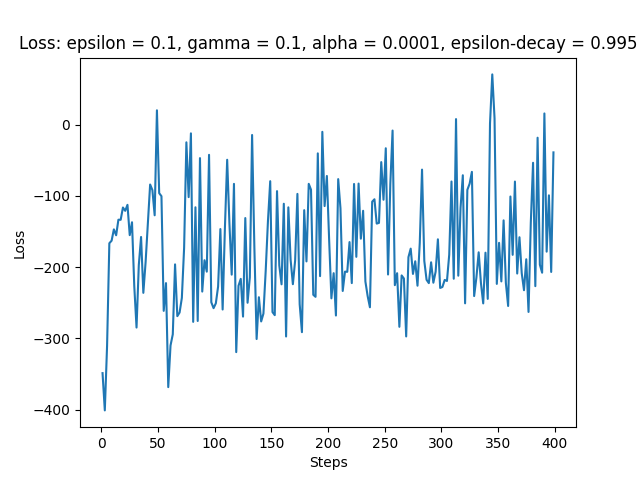 Loss: epsilon = 0.1, gamma = 0.1, alpha = 0.0001, epsilon-decay = 0.995
0
−100
−200
−300
−400
Loss
0 50 100 150 200 250 300 350 400
Steps